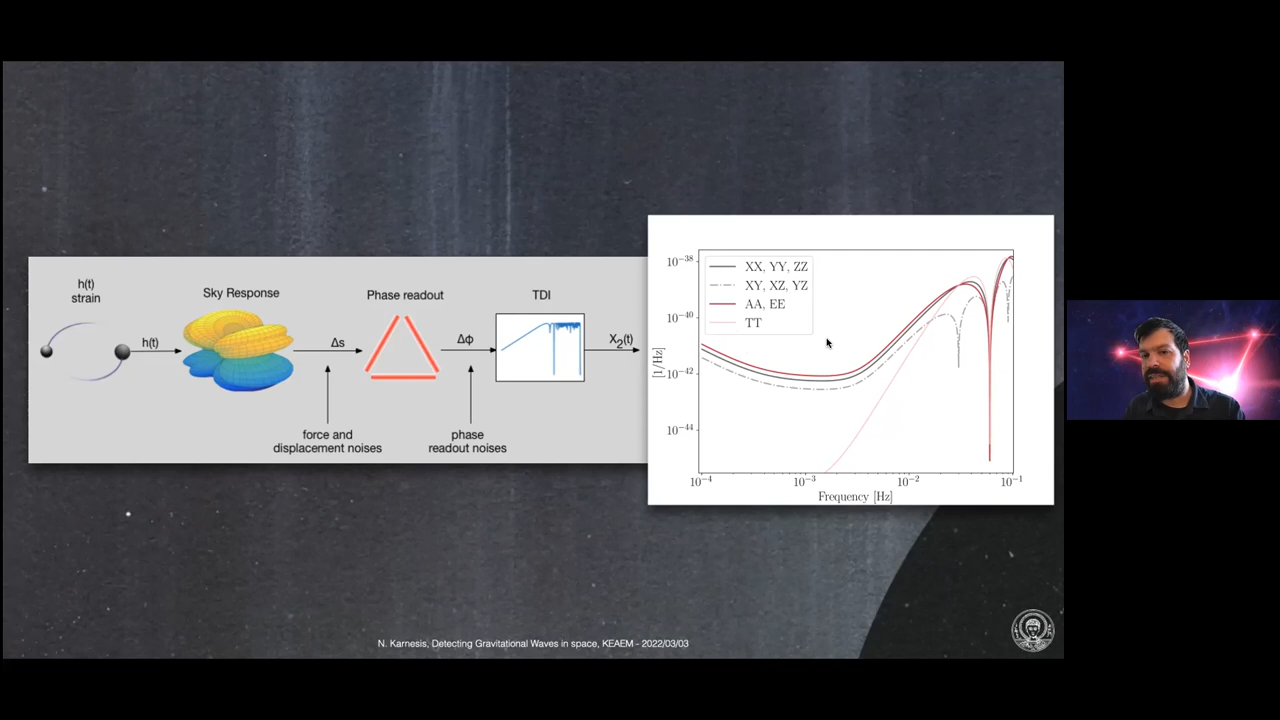 h(t)
strain
Sky Response
Phase readout
TDI
h(t)
Δs
Δϕ
X2(t)
force and
displacement noises
phase
readout noises
XX, YY, ZZ
XY, XZ, YZ
AA, EE
TT
10⁻³⁸
10⁻⁴⁰
10⁻⁴²
10⁻⁴⁴
[1/Hz]
10⁻⁴
10⁻³
10⁻²
10⁻¹
Frequency [Hz]
N. Karnesis, Detecting Gravitational Waves in space, KEAEM - 2022/03/03